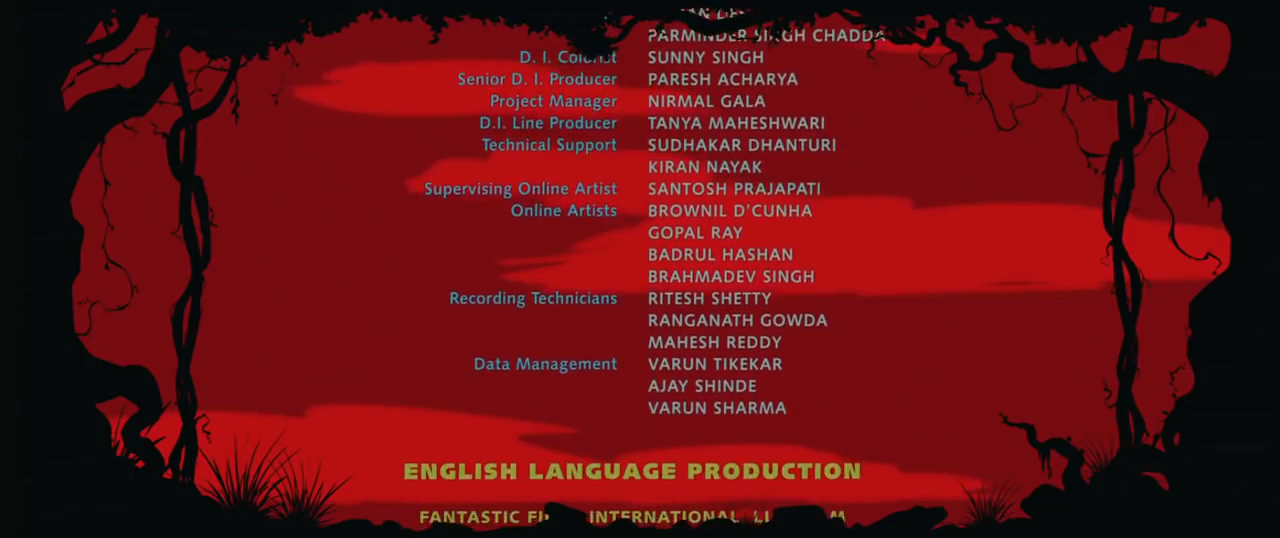 PARMINDER SINGH CHADDA
D. I. Colorist SUNNY SINGH
Senior D. I. Producer PARESH ACHARYA
Project Manager NIRMAL GALA
D.I. Line Producer TANYA MAHESHWARI
Technical Support SUDHAKAR DHANTURI
KIRAN NAYAK
Supervising Online Artist SANTOSH PRAJAPATI
Online Artists BROWNIL D'CUNHA
GOPAL RAY
BADRUL HASHAN
BRAHMADEV SINGH
Recording Technicians RITESH SHETTY
RANGANATH GOWDA
MAHESH REDDY
Data Management VARUN TIKEKAR
AJAY SHINDE
VARUN SHARMA
ENGLISH LANGUAGE PRODUCTION
FANTASTIC INTERNATIONAL